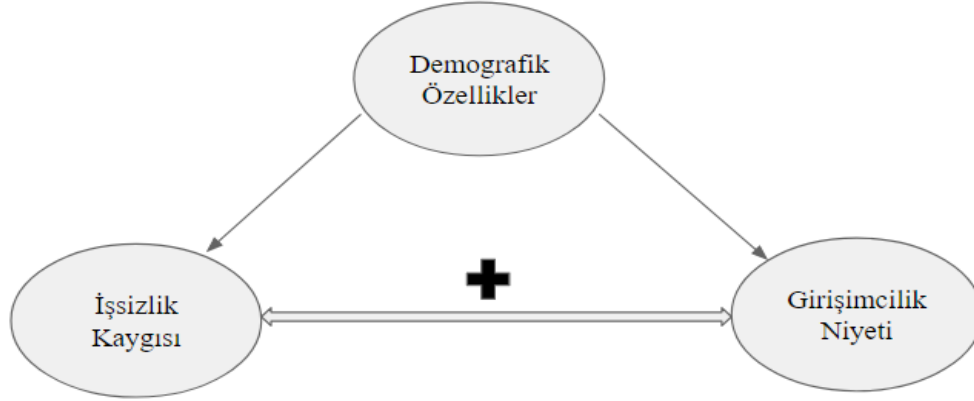 Demografik
Özellikler
İşsizlik
Kaygısı
Girişimcilik
Niyeti